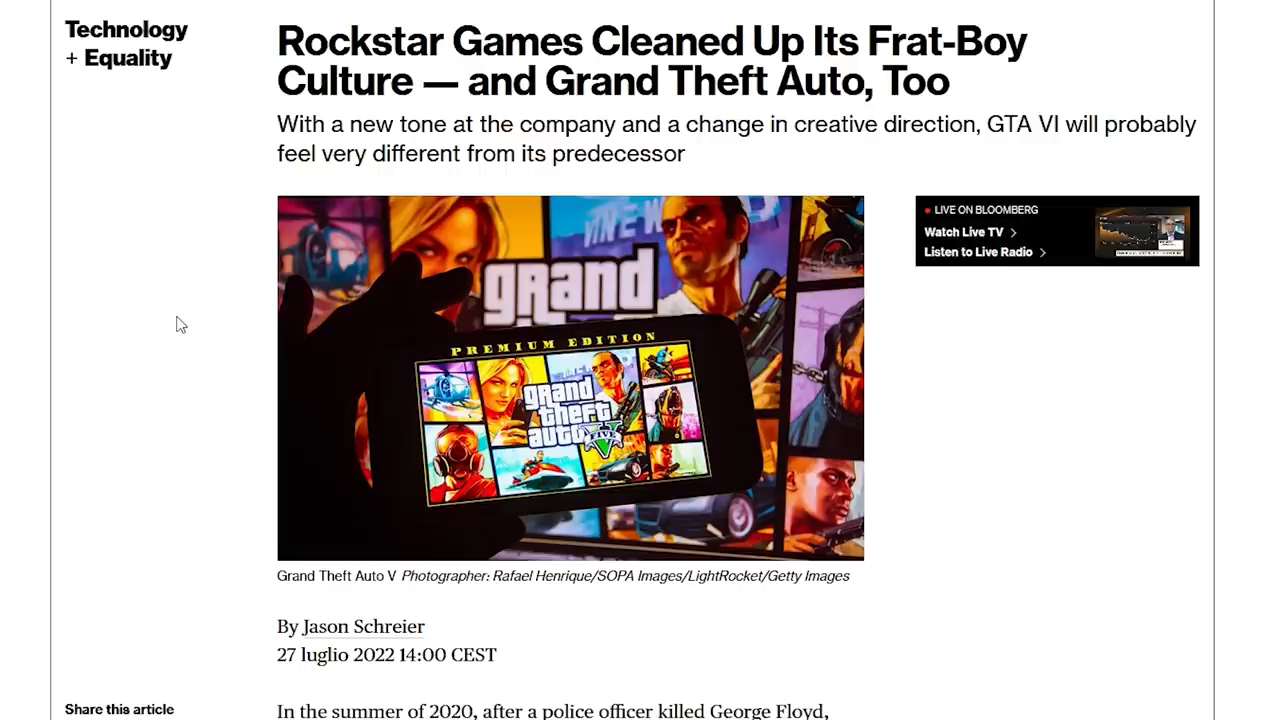 Technology
+ Equality
Rockstar Games Cleaned Up Its Frat-Boy
Culture — and Grand Theft Auto, Too
With a new tone at the company and a change in creative direction, GTA VI will probably
feel very different from its predecessor
LIVE ON BLOOMBERG
Watch Live TV
Listen to Live Radio
grand
PREMIUM EDITION
grand
theft
auto
V
FIVE
Grand Theft Auto V Photographer: Rafael Henrique/SOPA Images/LightRocket/Getty Images
By Jason Schreier
27 luglio 2022 14:00 CEST
Share this article
In the summer of 2020, after a police officer killed George Floyd,